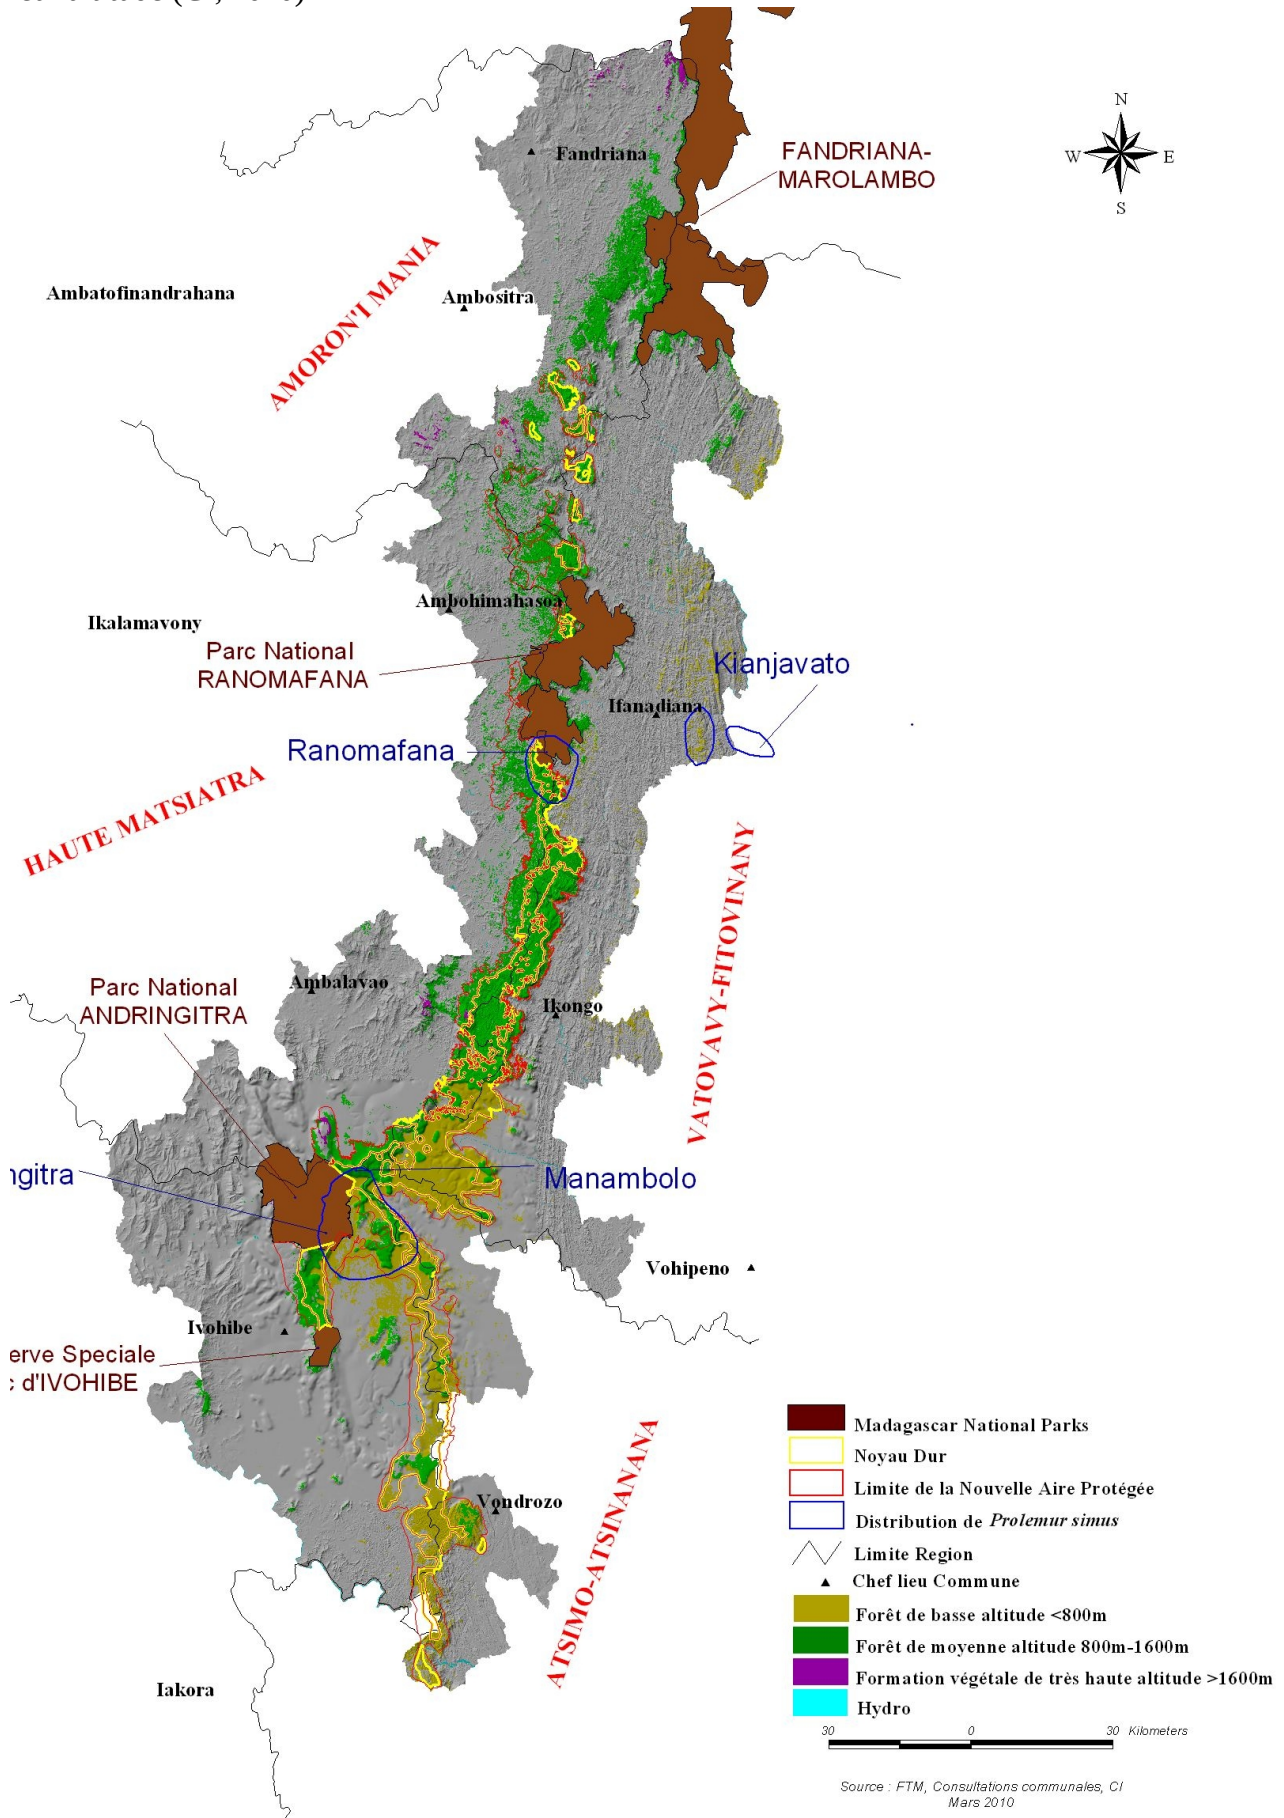 N
W E
S
Fandriana
FANDRIANA-
MAROLAMBO
Ambatofinandrahana
AMORON'I MANIA
Ambositra
Ambohimahasoa
Ikalamavony
Parc National
RANOMAFANA
Kianjavato
Ifanadiana
Ranomafana
HAUTE MATSIATRA
VATOVAVY-FITOVINANY
Ambalavao
Parc National
ANDRINGITRA
Ikongo
ngitra
Manambolo
Vohipeno
Ivohibe
erve Speciale
c d'IVOHIBE
Vondrozo
ATSIMO-ATSINANANA
Iakora
Madagascar National Parks
Noyau Dur
Limite de la Nouvelle Aire Protégée
Distribution de Prolemur simus
Limite Region
Chef lieu Commune
Forêt de basse altitude <800m
Forêt de moyenne altitude 800m-1600m
Formation végétale de très haute altitude >1600m
Hydro
30 0 30 Kilometers
Source : FTM, Consultations communales, CI
Mars 2010